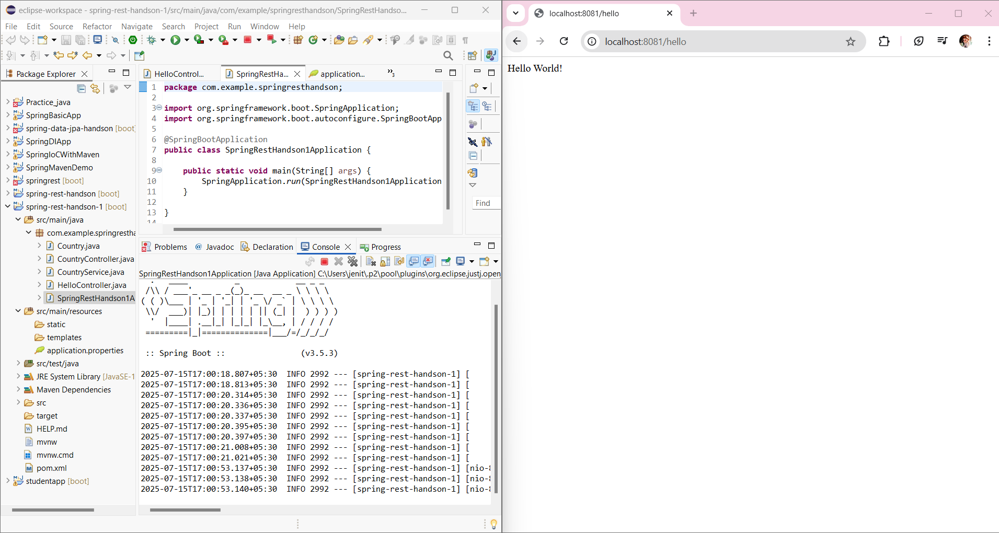 eclipse-workspace - spring-rest-handson-1/src/main/java/com/example/springresthandson/SpringRestHandso...
File Edit Source Refactor Navigate Search Project Run Window Help
Package Explorer
Practice_java
SpringBasicApp
spring-data-jpa-handson [boot]
SpringDIApp
SpringIoCWithMaven
SpringMavenDemo
springrest [boot]
spring-rest-handson [boot]
spring-rest-handson-1 [boot]
src/main/java
com.example.springrestha
Country.java
CountryController.java
CountryService.java
HelloController.java
SpringRestHandson1A
src/main/resources
static
templates
application.properties
src/test/java
JRE System Library [JavaSE-1
Maven Dependencies
src
target
HELP.md
mvnw
mvnw.cmd
pom.xml
studentapp [boot]
HelloControl... SpringRestHa... application... »3
1 package com.example.springresthandson;
2
3 import org.springframework.boot.SpringApplication;
4 import org.springframework.boot.autoconfigure.SpringBootApp
5
6 @SpringBootApplication
7 public class SpringRestHandson1Application {
8
9 public static void main(String[] args) {
10 SpringApplication.run(SpringRestHandson1Application
11 }
12
13 }
14
Find
Problems @ Javadoc Declaration Console Progress
SpringRestHandson1Application [Java Application] C:\Users\jenit\.p2\pool\plugins\org.eclipse.justj.open
Spring
:: Spring Boot :: (v3.5.3)
2025-07-15T17:00:18.807+05:30 INFO 2992 --- [spring-rest-handson-1] [
2025-07-15T17:00:18.813+05:30 INFO 2992 --- [spring-rest-handson-1] [
2025-07-15T17:00:20.314+05:30 INFO 2992 --- [spring-rest-handson-1] [
2025-07-15T17:00:20.336+05:30 INFO 2992 --- [spring-rest-handson-1] [
2025-07-15T17:00:20.337+05:30 INFO 2992 --- [spring-rest-handson-1] [
2025-07-15T17:00:20.395+05:30 INFO 2992 --- [spring-rest-handson-1] [
2025-07-15T17:00:20.397+05:30 INFO 2992 --- [spring-rest-handson-1] [
2025-07-15T17:00:21.008+05:30 INFO 2992 --- [spring-rest-handson-1] [
2025-07-15T17:00:21.021+05:30 INFO 2992 --- [spring-rest-handson-1] [
2025-07-15T17:00:53.137+05:30 INFO 2992 --- [spring-rest-handson-1] [nio-8
2025-07-15T17:00:53.138+05:30 INFO 2992 --- [spring-rest-handson-1] [nio-8
2025-07-15T17:00:53.140+05:30 INFO 2992 --- [spring-rest-handson-1] [nio-8
localhost:8081/hello
localhost:8081/hello
Hello World!